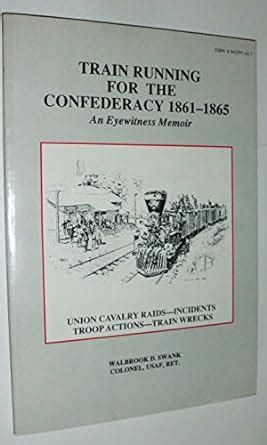 TRAIN RUNNING
FOR THE
CONFEDERACY 1861–1865
An Eyewitness Memoir
UNION CAVALRY RAIDS—INCIDENTS
TROOP ACTIONS—TRAIN WRECKS
WALBROOK D. SWANK
COLONEL, USAF, RET.